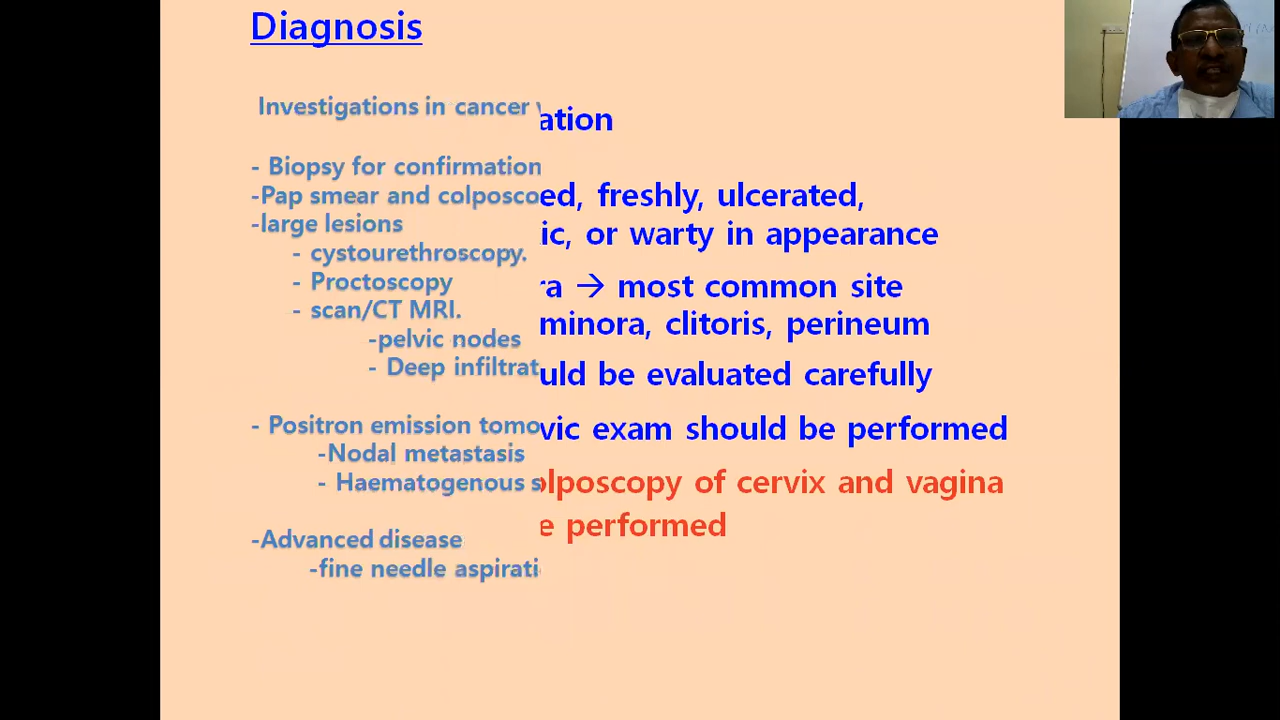 Diagnosis
Investigations in cancer
ation
- Biopsy for confirmation
-Pap smear and colposco
ed, freshly, ulcerated,
-large lesions
ic, or warty in appearance
- cystourethroscopy.
- Proctoscopy
ra → most common site
- scan/CT MRI.
minora, clitoris, perineum
-pelvic nodes
- Deep infiltrat
uld be evaluated carefully
- Positron emission tomo
vic exam should be performed
-Nodal metastasis
- Haematogenous s
olposcopy of cervix and vagina
e performed
-Advanced disease
-fine needle aspirati